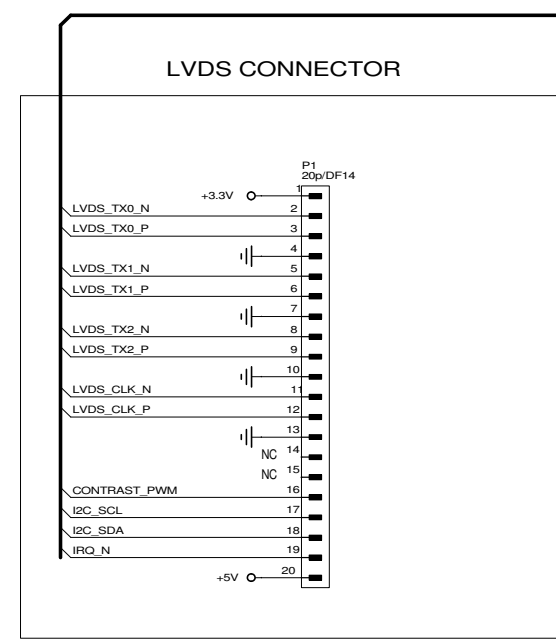 LVDS CONNECTOR
P1
20p/DF14
+3.3V 1
LVDS_TX0_N 2
LVDS_TX0_P 3
4
LVDS_TX1_N 5
LVDS_TX1_P 6
7
LVDS_TX2_N 8
LVDS_TX2_P 9
10
LVDS_CLK_N 11
LVDS_CLK_P 12
13
NC 14
NC 15
CONTRAST_PWM 16
I2C_SCL 17
I2C_SDA 18
IRQ_N 19
+5V 20